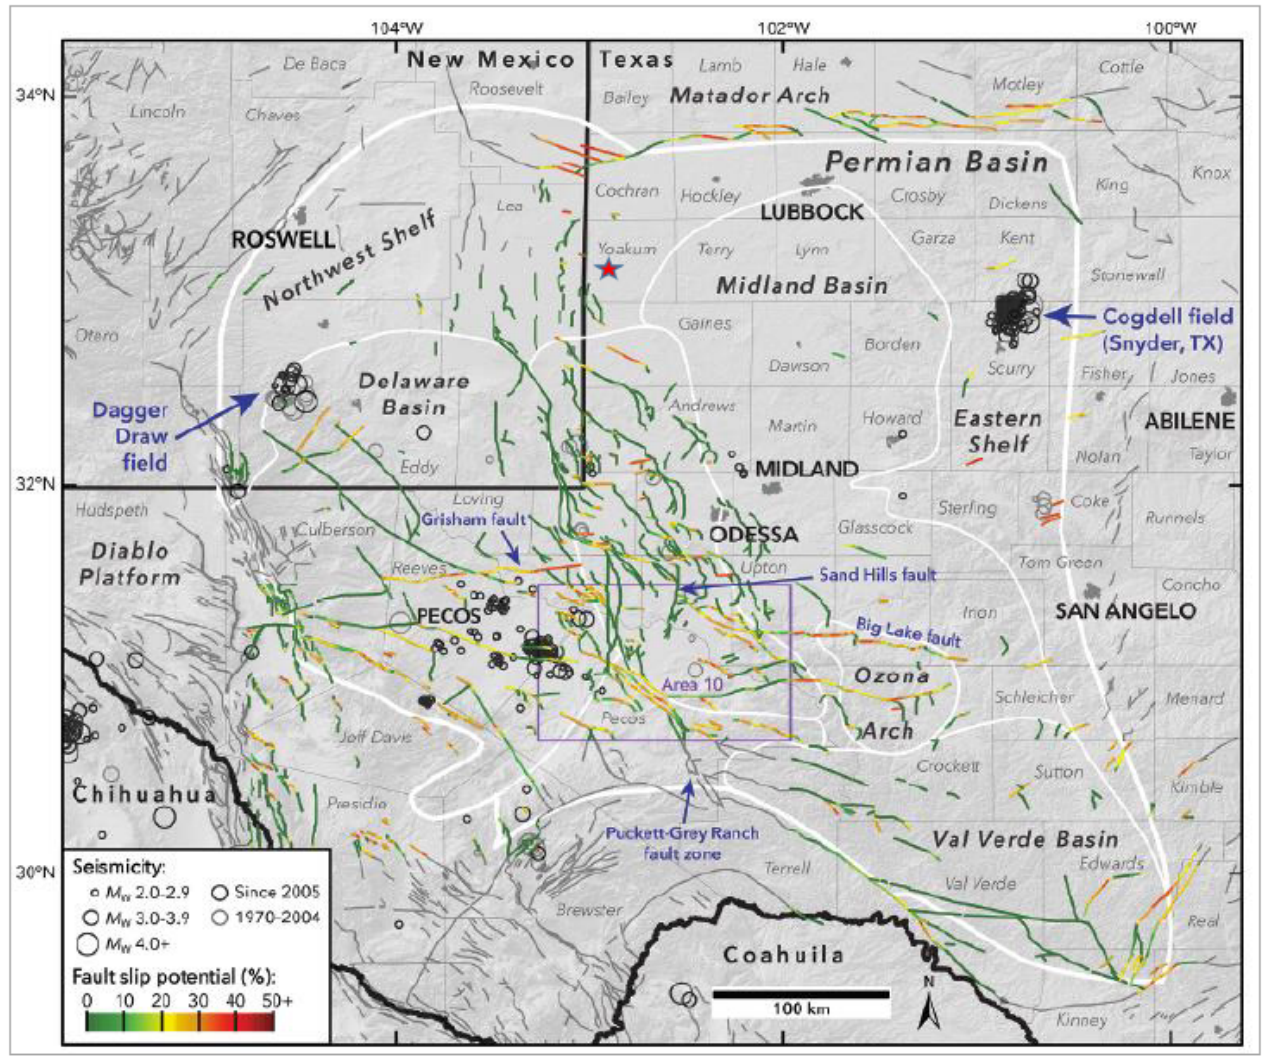 104°W 102°W 100°W
34°N
32°N
30°N
New Mexico Texas
De Baca
Lamb
Hale
Cottle
Roosevelt
Bailey
Matador Arch
Motley
Lincoln
Chaves
Permian Basin
Cochran
Hockley
Crosby
King
Knox
Lea
LUBBOCK
Dickens
ROSWELL
Northwest Shelf
Yoakum
Terry
Lynn
Garza
Kent
Midland Basin
Stonewall
Otero
Gaines
Cogdell field
(Snyder, TX)
Borden
Dawson
Scurry
Fisher
Jones
Delaware
Basin
Dagger
Draw
field
Andrews
Martin
Howard
Eastern
Shelf
ABILENE
Eddy
MIDLAND
Nolan
Taylor
Hudspeth
Loving
Grisham fault
Culberson
ODESSA
Glasscock
Sterling
Coke
Runnels
Diablo
Platform
Reeves
Upton
Sand Hills fault
Tom Green
Concho
PECOS
Irion
SAN ANGELO
Big Lake fault
Area 10
Ozona
Arch
Schleicher
Menard
Pecos
Jeff Davis
Crockett
Sutton
Kimble
Chihuahua
Presidio
Puckett-Grey Ranch
fault zone
Val Verde Basin
Terrell
Val Verde
Edwards
Brewster
Real
Coahuila
Kinney
N
100 km
Seismicity:
Mw 2.0-2.9
Since 2005
Mw 3.0-3.9
1970-2004
Mw 4.0+
Fault slip potential (%):
0 10 20 30 40 50+